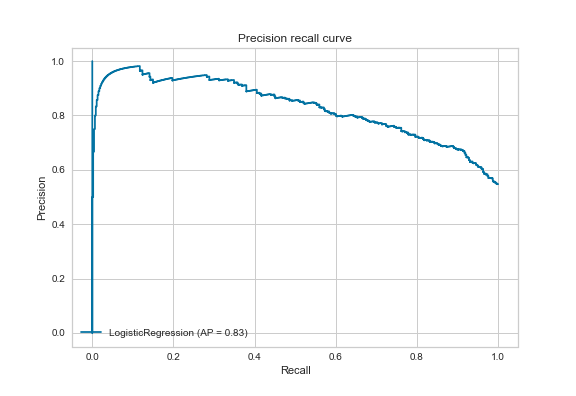 Precision recall curve
1.0
0.8
0.6
0.4
0.2
0.0
Precision
LogisticRegression (AP = 0.83)
0.0 0.2 0.4 0.6 0.8 1.0
Recall